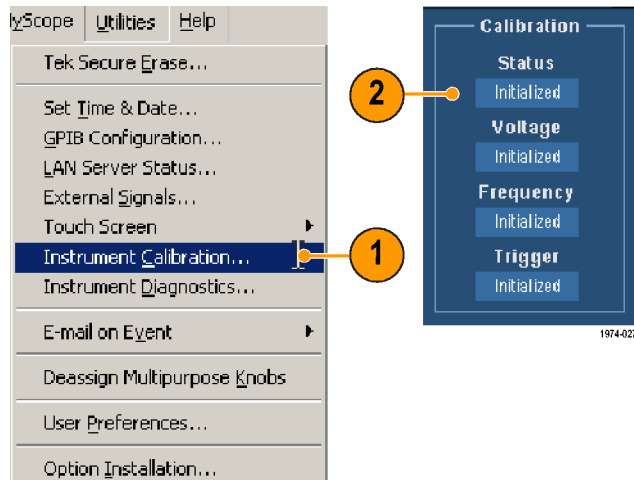 yScope Utilities Help
Tek Secure Erase...
Set Time & Date...
GPIB Configuration...
LAN Server Status...
External Signals...
Touch Screen
Instrument Calibration...
Instrument Diagnostics...
E-mail on Event
Deassign Multipurpose Knobs
User Preferences...
Option Installation...
1
2
Calibration
Status
Initialized
Voltage
Initialized
Frequency
Initialized
Trigger
Initialized
1974-027